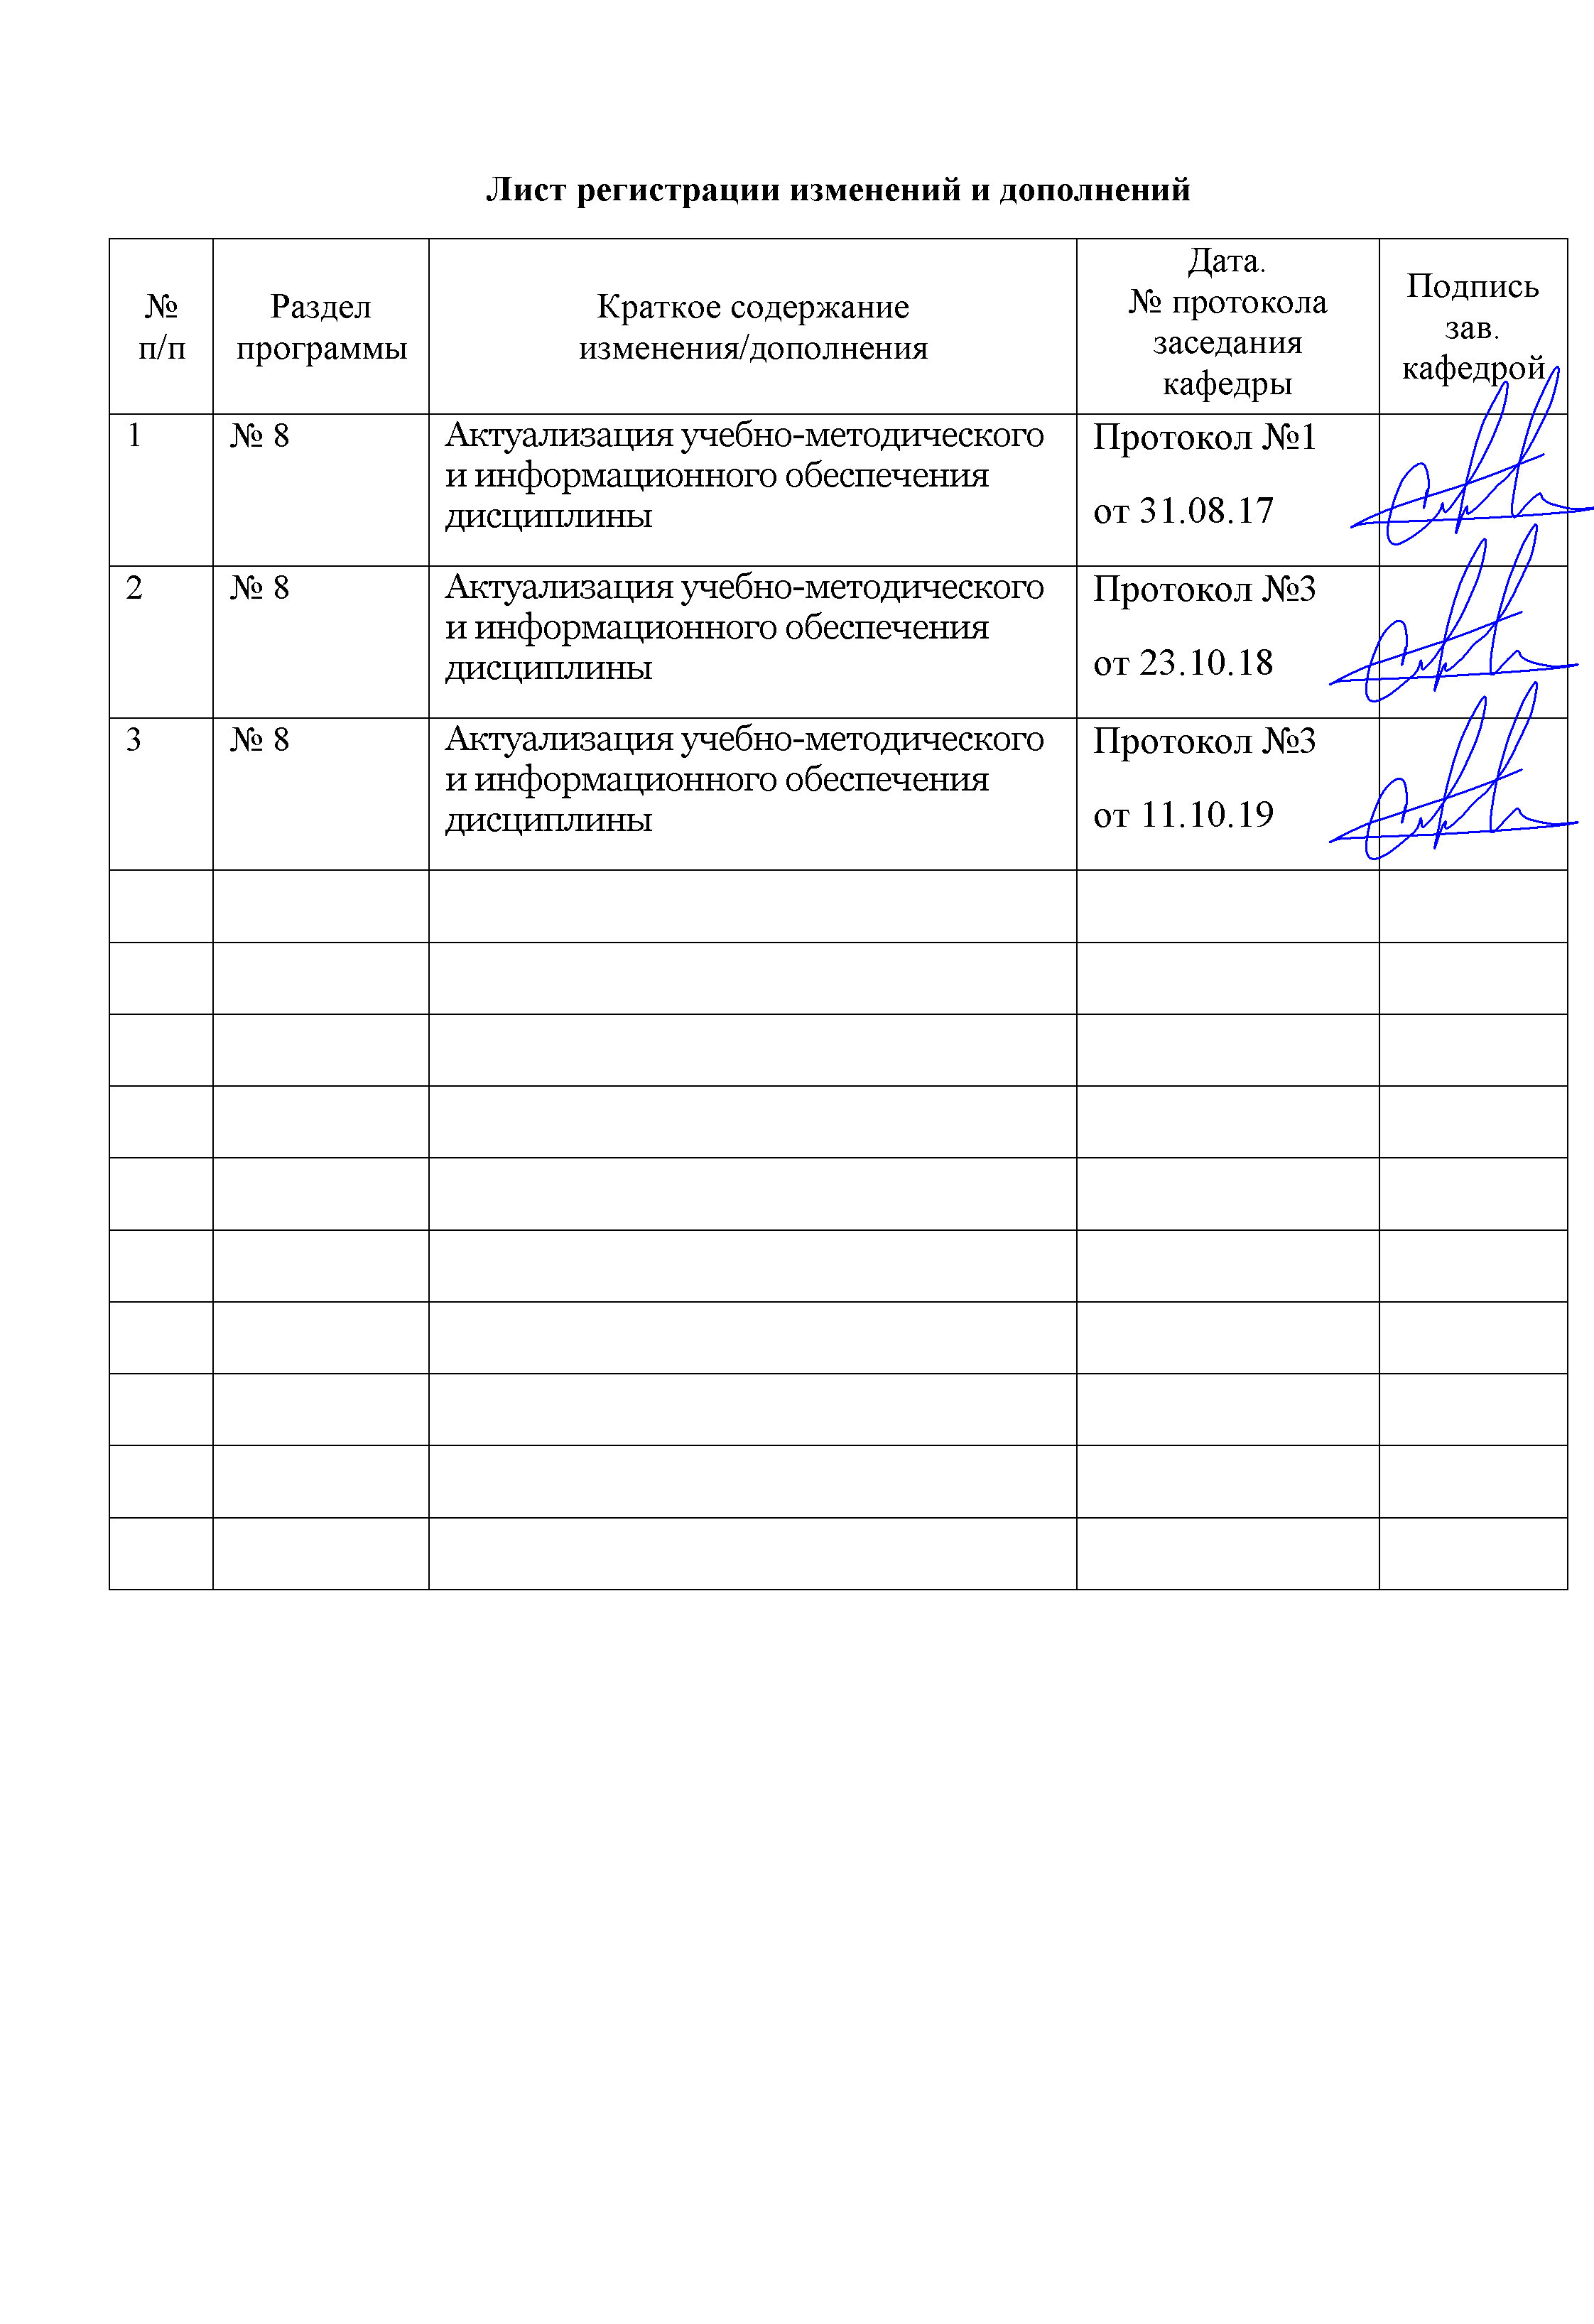 Лист регистрации изменений и дополнений
№
п/п
Раздел
программы
Краткое содержание
изменения/дополнения
Дата.
№ протокола
заседания
кафедры
Подпись
зав.
кафедрой
1
№ 8
Актуализация учебно-методического
и информационного обеспечения
дисциплины
Протокол №1
от 31.08.17
2
№ 8
Актуализация учебно-методического
и информационного обеспечения
дисциплины
Протокол №3
от 23.10.18
3
№ 8
Актуализация учебно-методического
и информационного обеспечения
дисциплины
Протокол №3
от 11.10.19